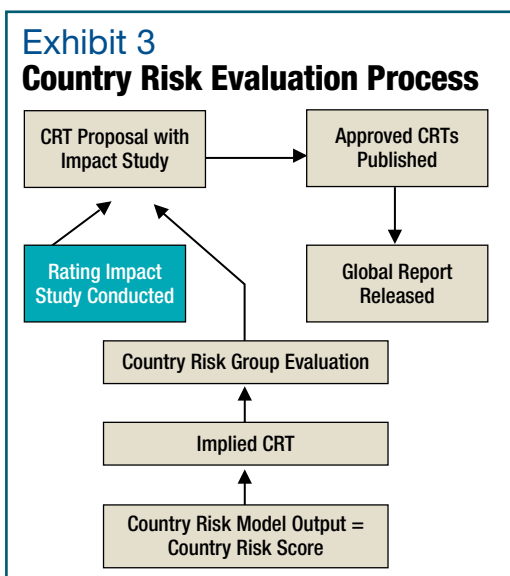 Exhibit 3
Country Risk Evaluation Process
CRT Proposal with
Impact Study
Approved CRTs
Published
Rating Impact
Study Conducted
Global Report
Released
Country Risk Group Evaluation
Implied CRT
Country Risk Model Output =
Country Risk Score